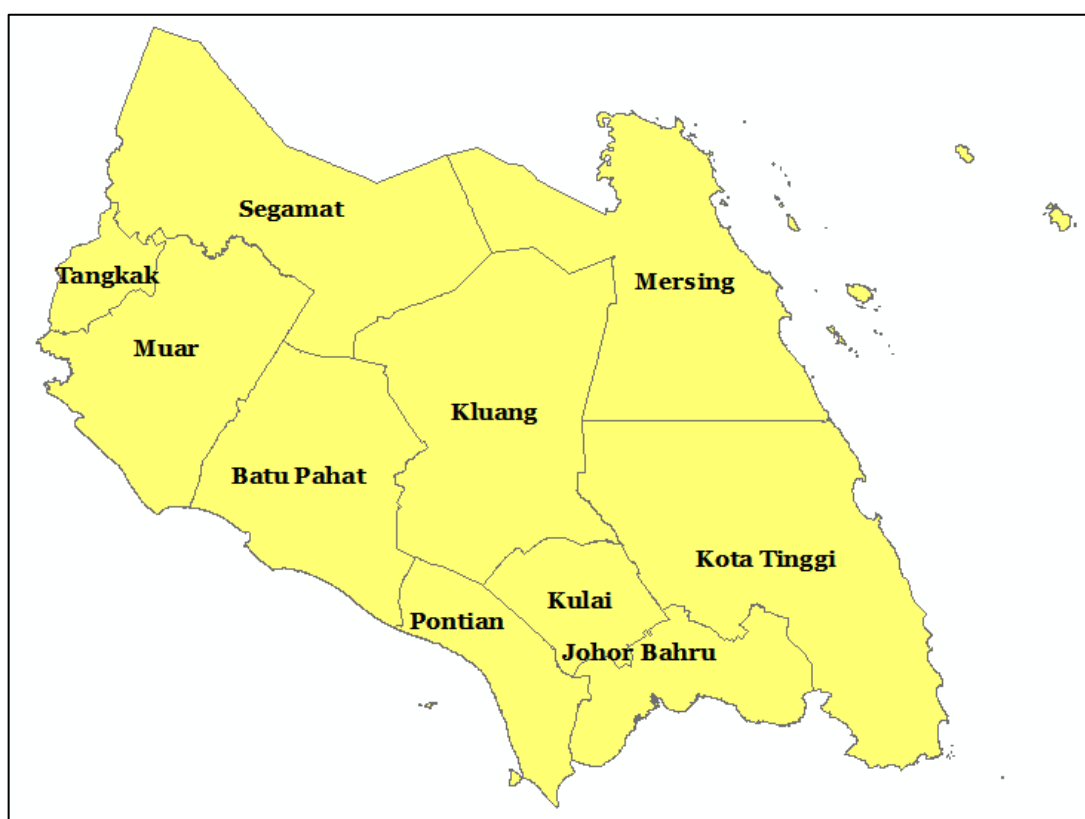 Segamat
Tangkak
Mersing
Muar
Kluang
Batu Pahat
Kota Tinggi
Kulai
Pontian
Johor Bahru